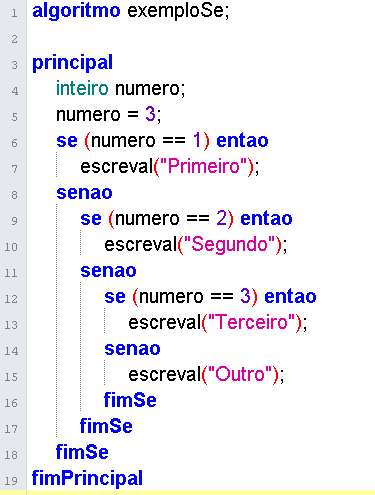 1 algoritmo exemploSe;
2
3 principal
4 inteiro numero;
5 numero = 3;
6 se (numero == 1) entao
7 escreval("Primeiro");
8 senao
9 se (numero == 2) entao
10 escreval("Segundo");
11 senao
12 se (numero == 3) entao
13 escreval("Terceiro");
14 senao
15 escreval("Outro");
16 fimSe
17 fimSe
18 fimSe
19 fimPrincipal